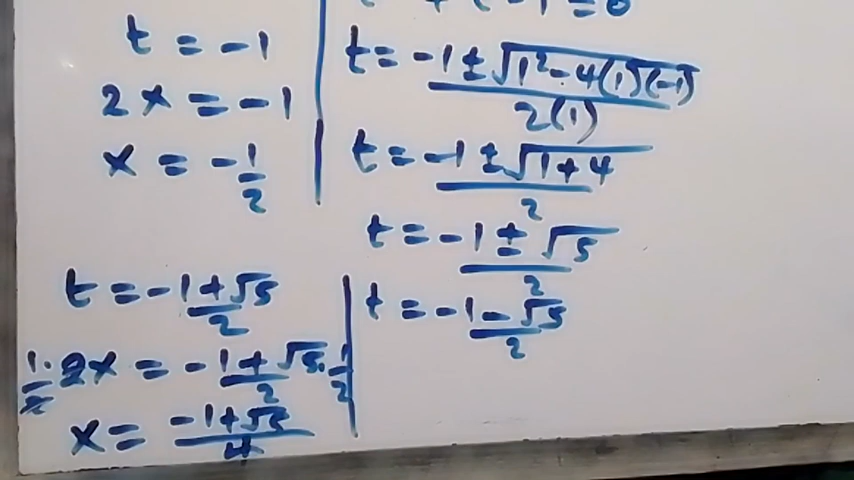 t = -1
2x = -1
x = -1/2
t = -1 ± √(1² - 4(1)(-1)) / 2(1)
t = -1 ± √(1 + 4) / 2
t = -1 ± √5 / 2
t = -1 + √5 / 2
1/2 · 2x = -1 + √5 / 2 · 1/2
x = -1 + √5 / 4
t = -1 - √5 / 2